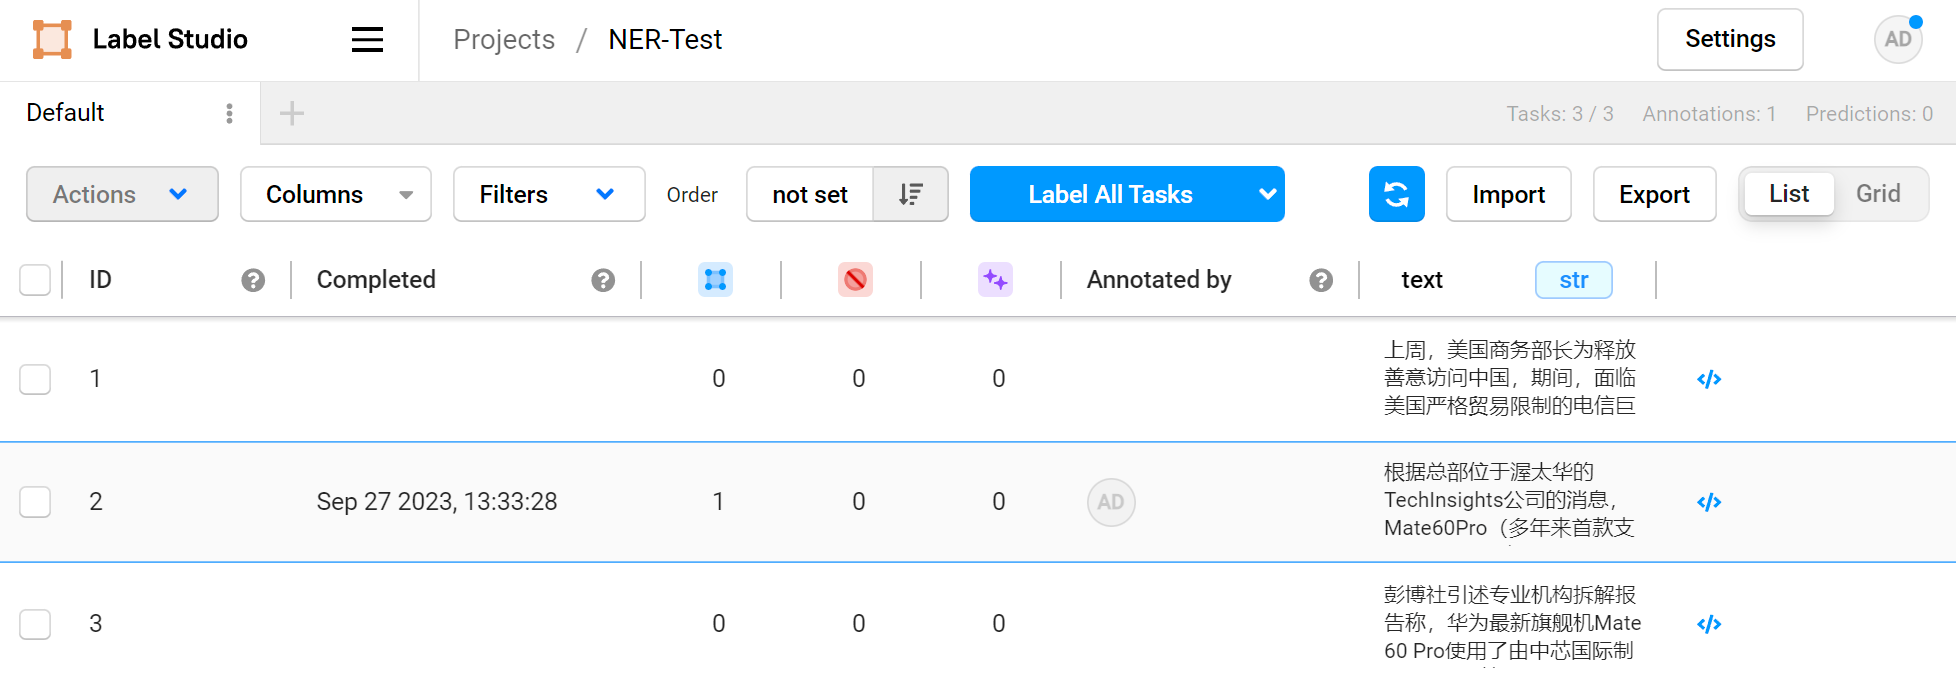 Label Studio
Projects / NER-Test
Settings
AD
Default
Tasks: 3 / 3
Annotations: 1
Predictions: 0
Actions
Columns
Filters
Order
not set
Label All Tasks
Import
Export
List
Grid
ID
Completed
Annotated by
text
str
1
0
0
0
上周，美国商务部长为释放
善意访问中国，期间，面临
美国严格贸易限制的电信巨
2
Sep 27 2023, 13:33:28
1
0
0
AD
根据总部位于渥太华的
TechInsights公司的消息，
Mate60Pro（多年来首款支
3
0
0
0
彭博社引述专业机构拆解报
告称，华为最新旗舰机Mate
60 Pro使用了由中芯国际制